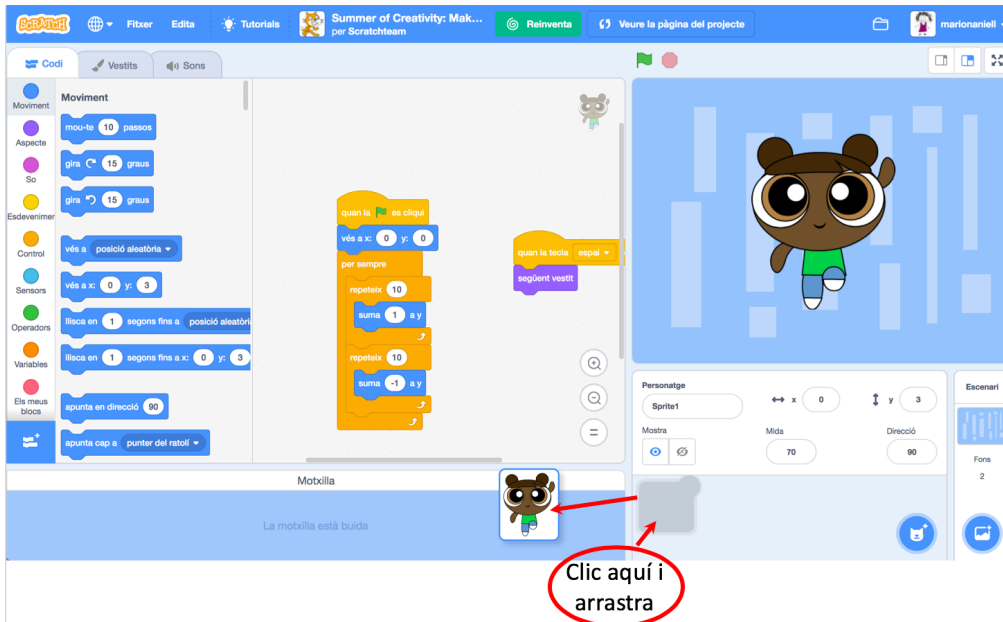 SCRATCH
Fitxer
Edita
Tutorials
Summer of Creativity: Mak...
per Scratchteam
Reinventa
Veure la pàgina del projecte
marionaniell
Codi
Vestits
Sons
Moviment
Aspecte
So
Esdevenimer
Control
Sensors
Operadors
Variables
Els meus
blocs
Moviment
mou-te 10 passos
gira 15 graus
gira 15 graus
vés a posició aleatòria
vés a x: 0 y: 3
llisca en 1 segons fins a posició aleatòri
llisca en 1 segons fins a x: 0 y: 3
apunta en direcció 90
apunta cap a punter del ratolí
quan la es cliqui
vés a x: 0 y: 0
per sempre
repeteix 10
suma 1 a y
repeteix 10
suma -1 a y
quan la tecla espai
següent vestit
Personatge
Sprite1
x 0
y 3
Mostra
Mida
70
Direcció
90
Escenari
Fons
2
Motxilla
La motxilla està buida
Clic aquí i
arrastra